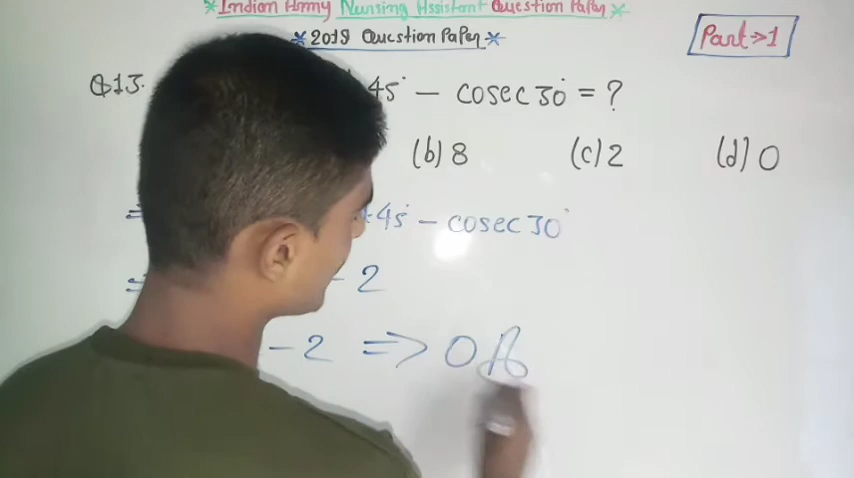 *Indian Army Nursing Assistant Question Paper*
*2019 Question Paper*
Part→1
Q13. 45° − cosec 30° = ?
(b) 8 (c) 2 (d) 0
= 45° − cosec 30°
= − 2
− 2 ⇒ 0 A